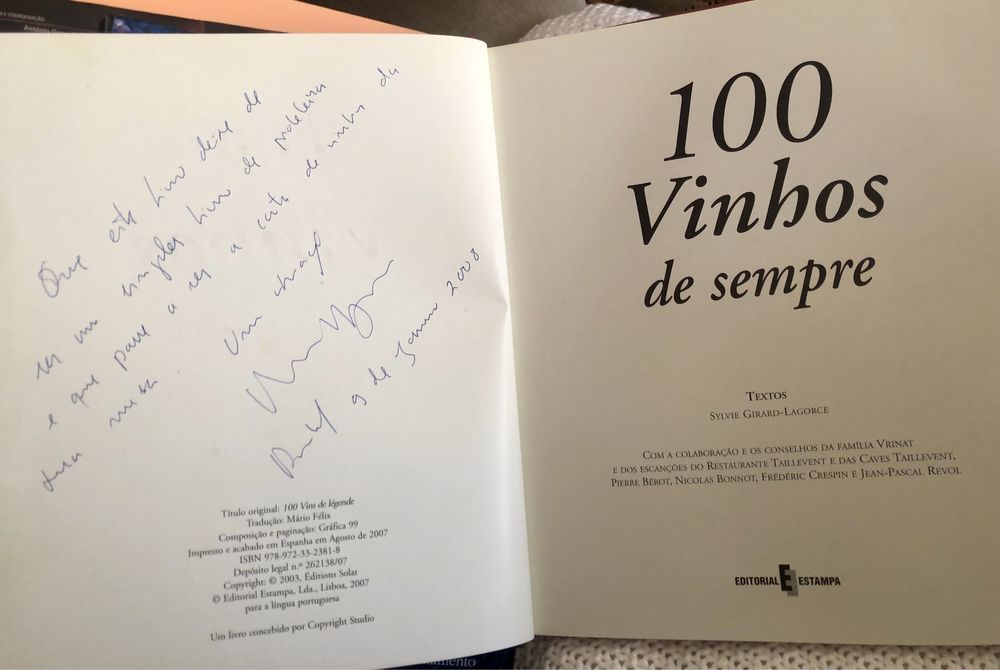 António
Que este livro deixe de
ser um simples livro de prateleira
e que passe a ser a carta de vinhos da
tua mesa
Um abraço
9 de Janeiro 2008
Título original: 100 Vins de légende
Tradução: Mário Félix
Composição e paginação: Gráfica 99
Impresso e acabado em Espanha em Agosto de 2007
ISBN 978-972-33-2381-8
Depósito legal n.º 262138/07
Copyright: © 2003, Éditions Solar
© Editorial Estampa, Lda., Lisboa, 2007
para a língua portuguesa
Um livro concebido por Copyright Studio
100
Vinhos
de sempre
TEXTOS
SYLVIE GIRARD-LAGORCE
COM A COLABORAÇÃO E OS CONSELHOS DA FAMÍLIA VRINAT
E DOS ESCANÇÕES DO RESTAURANTE TAILLEVENT E DAS CAVES TAILLEVENT,
PIERRE BÉROT, NICOLAS BONNOT, FRÉDÉRIC CRESPIN E JEAN-PASCAL REVOL
EDITORIAL E ESTAMPA